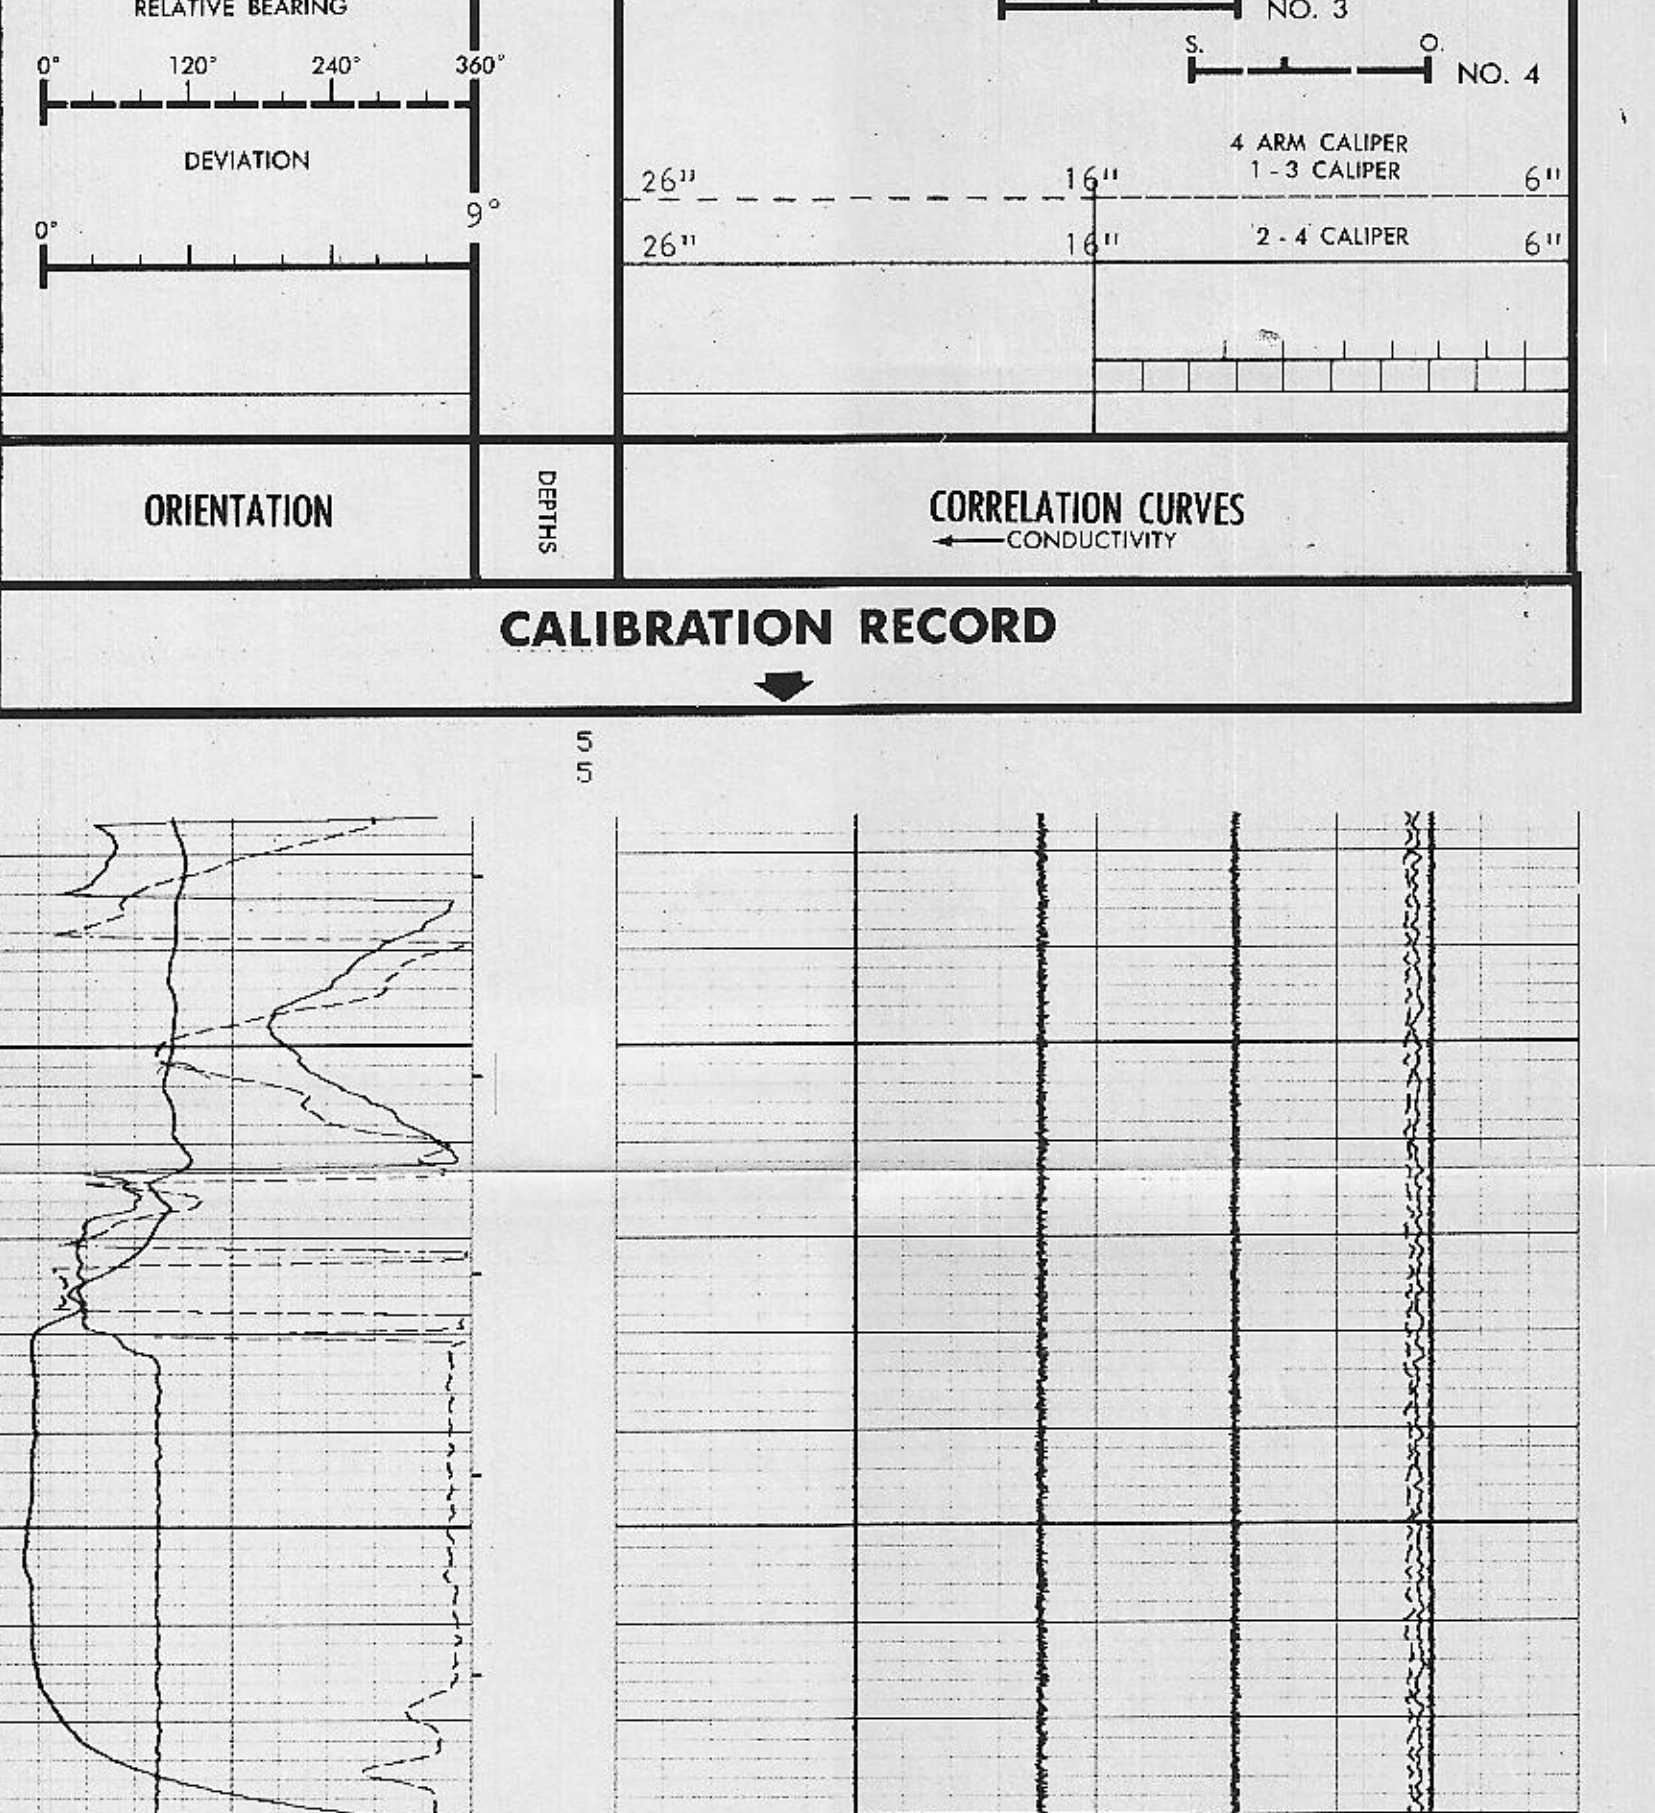 RELATIVE BEARING
NO. 3
S. O.
0° 120° 240° 360°
NO. 4
DEVIATION
4 ARM CALIPER
1-3 CALIPER
26" 16" 6"
9°
0°
2-4 CALIPER
26" 16" 6"
ORIENTATION
DEPTHS
CORRELATION CURVES
CONDUCTIVITY
CALIBRATION RECORD
5
5